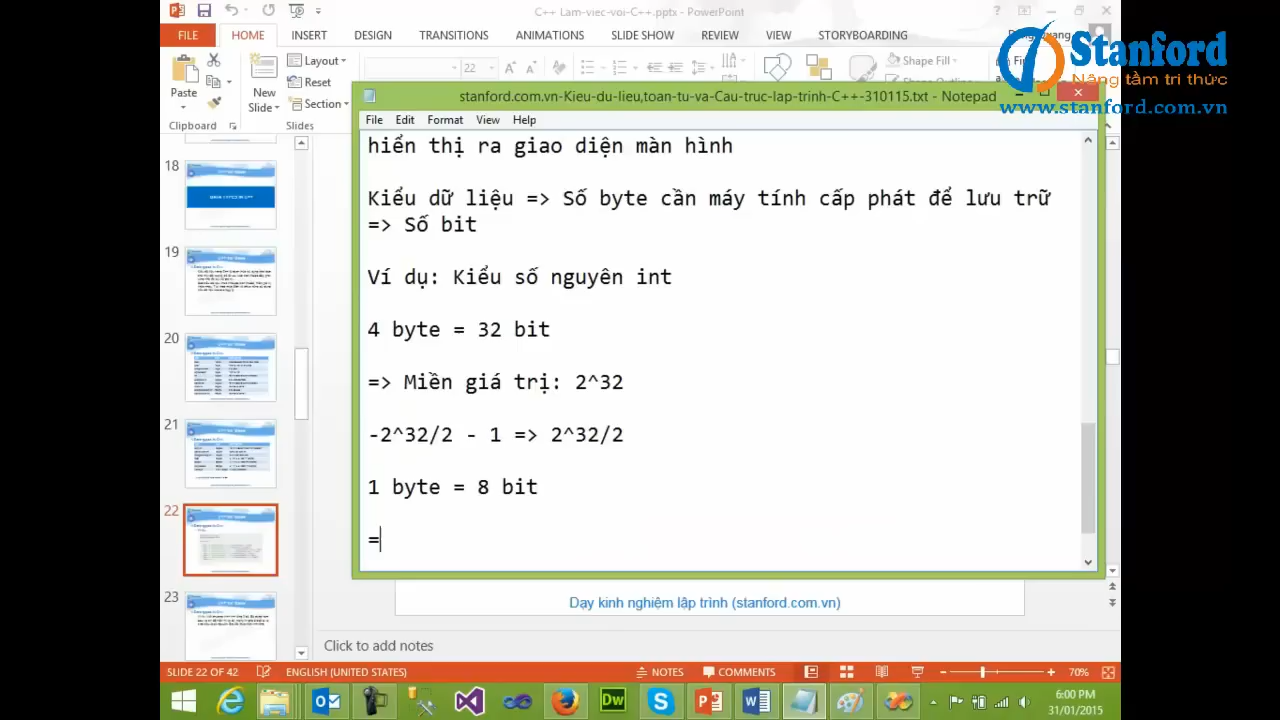 C++ Lam-viec-voi-C++.pptx - PowerPoint
FILE
HOME
INSERT
DESIGN
TRANSITIONS
ANIMATIONS
SLIDE SHOW
REVIEW
VIEW
STORYBOARDING
Stanford
Nâng tầm tri thức
www.stanford.com.vn
Paste
New
Slide
Layout
Reset
Section
22
Shape Fill
Clipboard
Slides
stanford.com.vn-Kieu-du-lieu,toan-tu-va-Cau-truc-lap-trinh-C++-310115.txt - Notepad
File Edit Format View Help
hiển thị ra giao diện màn hình
Kiểu dữ liệu => Số byte cần máy tính cấp phát để lưu trữ
=> Số bit
Ví dụ: Kiểu số nguyên int
4 byte = 32 bit
=> Miền giá trị: 2^32
-2^32/2 - 1 => 2^32/2
1 byte = 8 bit
=
18
19
20
21
22
23
Dạy kinh nghiệm lập trình (stanford.com.vn)
Click to add notes
SLIDE 22 OF 42
ENGLISH (UNITED STATES)
NOTES
COMMENTS
70%
Dw
6:00 PM
31/01/2015